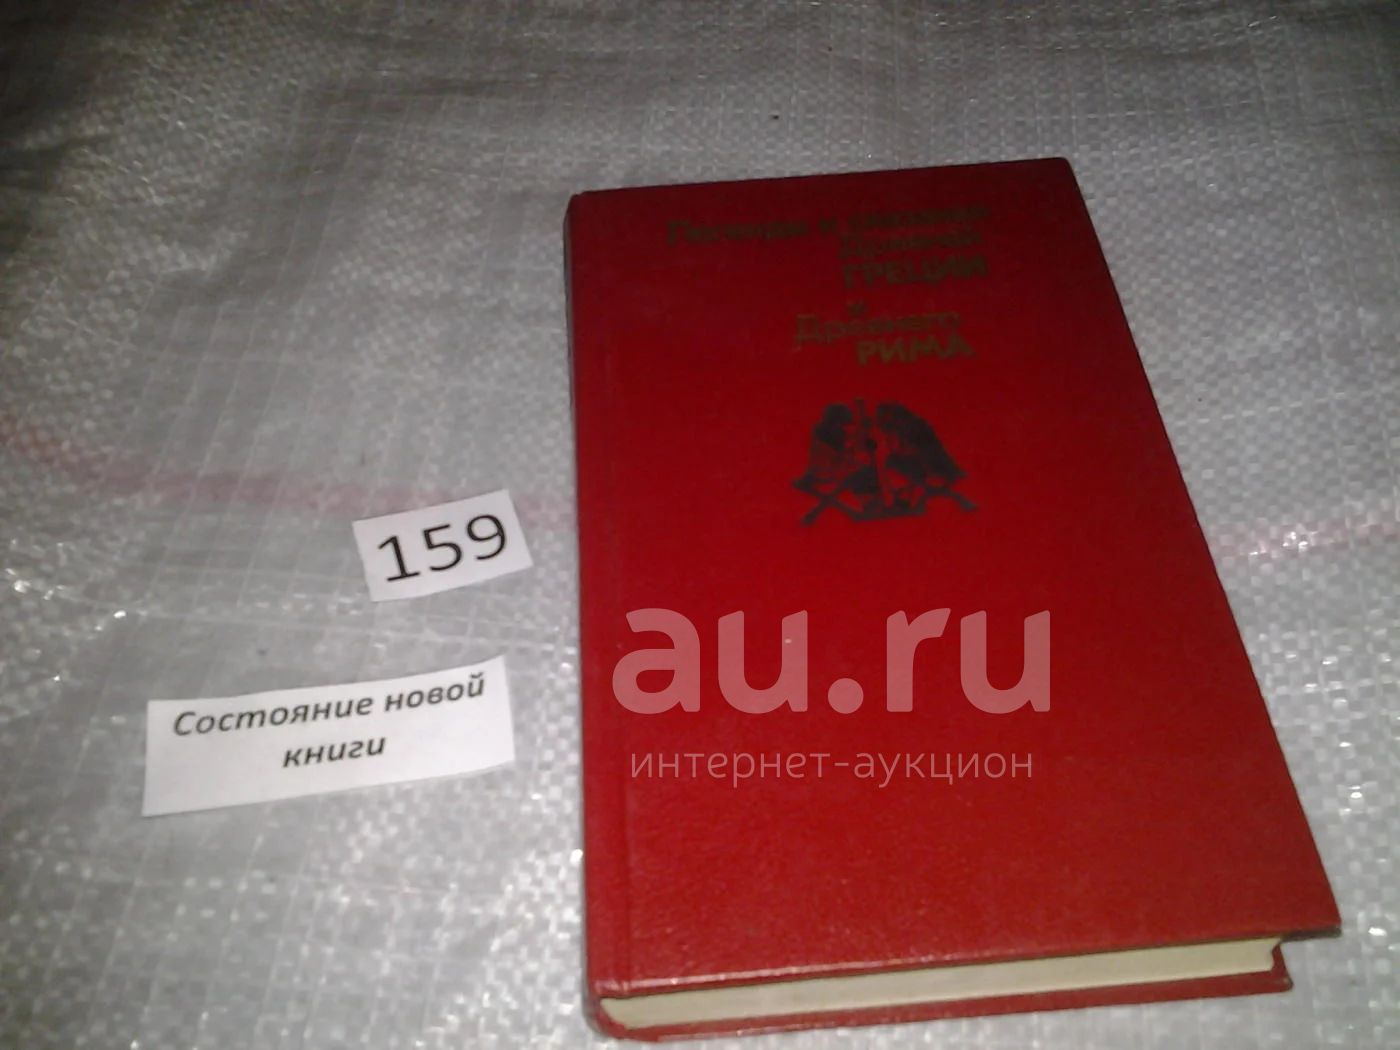 Легенды и сказания
Древней
ГРЕЦИИ
и
Древнего
РИМА
159
Состояние новой
книги
au.ru
интернет-аукцион